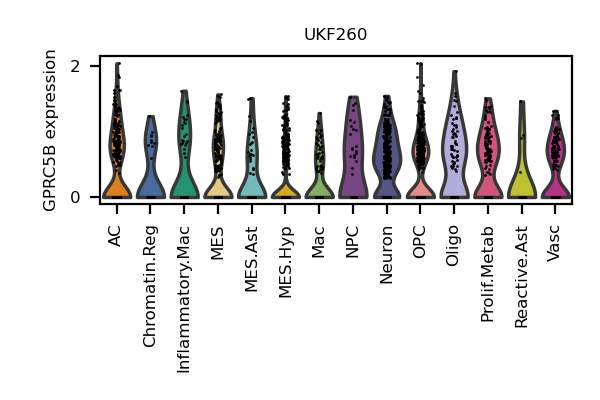 UKF260
GPRC5B expression
2
0
AC
Chromatin.Reg
Inflammatory.Mac
MES
MES.Ast
MES.Hyp
Mac
NPC
Neuron
OPC
Oligo
Prolif.Metab
Reactive.Ast
Vasc